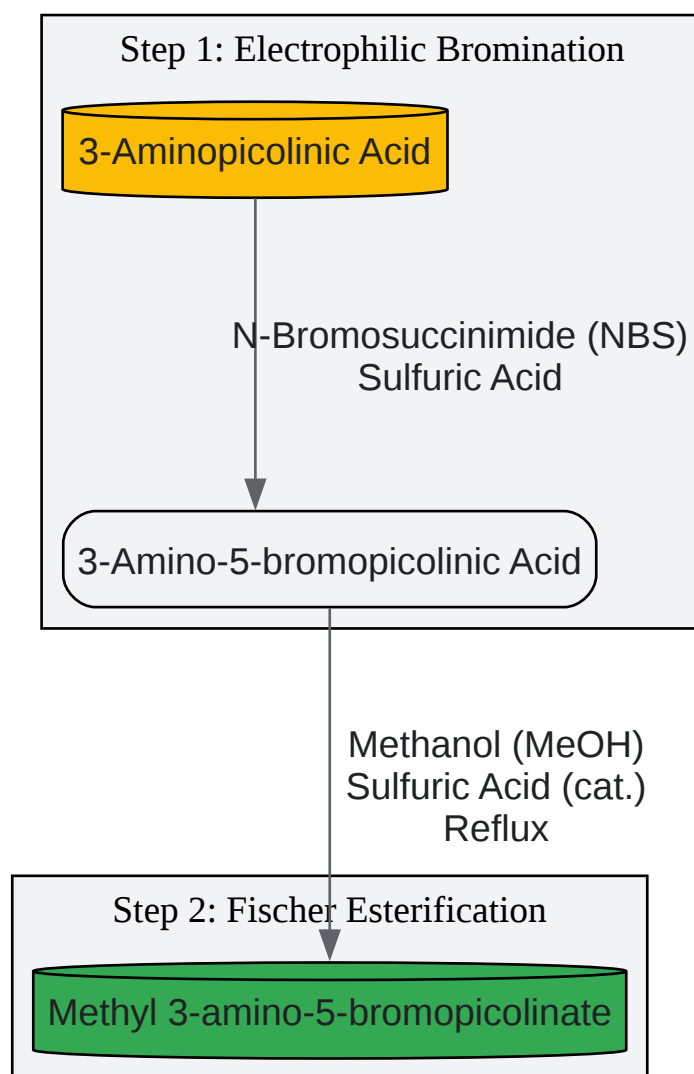 Step 1: Electrophilic Bromination
3-Aminopicolinic Acid
N-Bromosuccinimide (NBS)
Sulfuric Acid
3-Amino-5-bromopicolinic Acid
Methanol (MeOH)
Sulfuric Acid (cat.)
Reflux
Step 2: Fischer Esterification
Methyl 3-amino-5-bromopicolinate